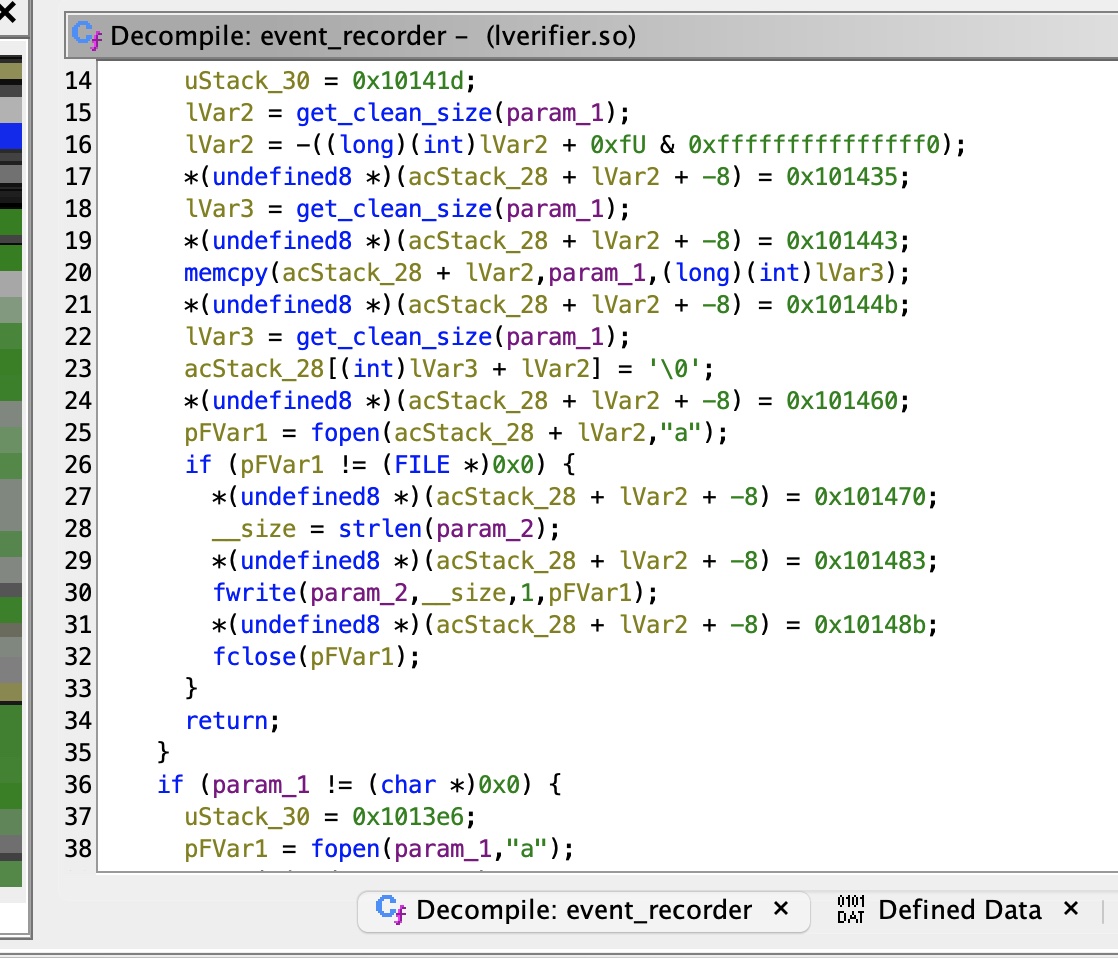 Decompile: event_recorder – (lverifier.so)
14 uStack_30 = 0x10141d;
15 lVar2 = get_clean_size(param_1);
16 lVar2 = -((long)(int)lVar2 + 0xfU & 0xfffffffffffffff0);
17 *(undefined8 *)(acStack_28 + lVar2 + -8) = 0x101435;
18 lVar3 = get_clean_size(param_1);
19 *(undefined8 *)(acStack_28 + lVar2 + -8) = 0x101443;
20 memcpy(acStack_28 + lVar2,param_1,(long)(int)lVar3);
21 *(undefined8 *)(acStack_28 + lVar2 + -8) = 0x10144b;
22 lVar3 = get_clean_size(param_1);
23 acStack_28[(int)lVar3 + lVar2] = '\0';
24 *(undefined8 *)(acStack_28 + lVar2 + -8) = 0x101460;
25 pFVar1 = fopen(acStack_28 + lVar2,"a");
26 if (pFVar1 != (FILE *)0x0) {
27 *(undefined8 *)(acStack_28 + lVar2 + -8) = 0x101470;
28 __size = strlen(param_2);
29 *(undefined8 *)(acStack_28 + lVar2 + -8) = 0x101483;
30 fwrite(param_2,__size,1,pFVar1);
31 *(undefined8 *)(acStack_28 + lVar2 + -8) = 0x10148b;
32 fclose(pFVar1);
33 }
34 return;
35 }
36 if (param_1 != (char *)0x0) {
37 uStack_30 = 0x1013e6;
38 pFVar1 = fopen(param_1,"a");
Decompile: event_recorder × 0101 DAT Defined Data ×